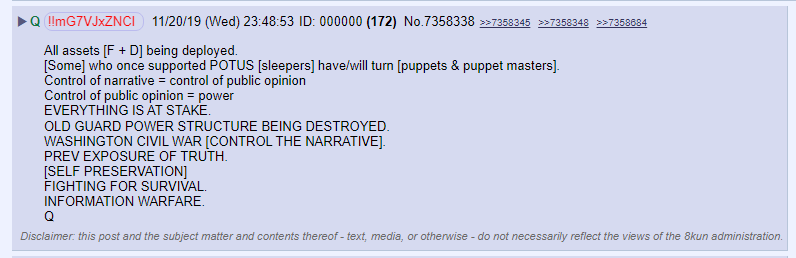 ▶ Q !!mG7VJxZNCI 11/20/19 (Wed) 23:48:53 ID: 000000 (172) No.7358338 >>7358345 >>7358348 >>7358684
All assets [F + D] being deployed.
[Some] who once supported POTUS [sleepers] have/will turn [puppets & puppet masters].
Control of narrative = control of public opinion
Control of public opinion = power
EVERYTHING IS AT STAKE.
OLD GUARD POWER STRUCTURE BEING DESTROYED.
WASHINGTON CIVIL WAR [CONTROL THE NARRATIVE].
PREV EXPOSURE OF TRUTH.
[SELF PRESERVATION]
FIGHTING FOR SURVIVAL.
INFORMATION WARFARE.
Q
Disclaimer: this post and the subject matter and contents thereof - text, media, or otherwise - do not necessarily reflect the views of the 8kun administration.